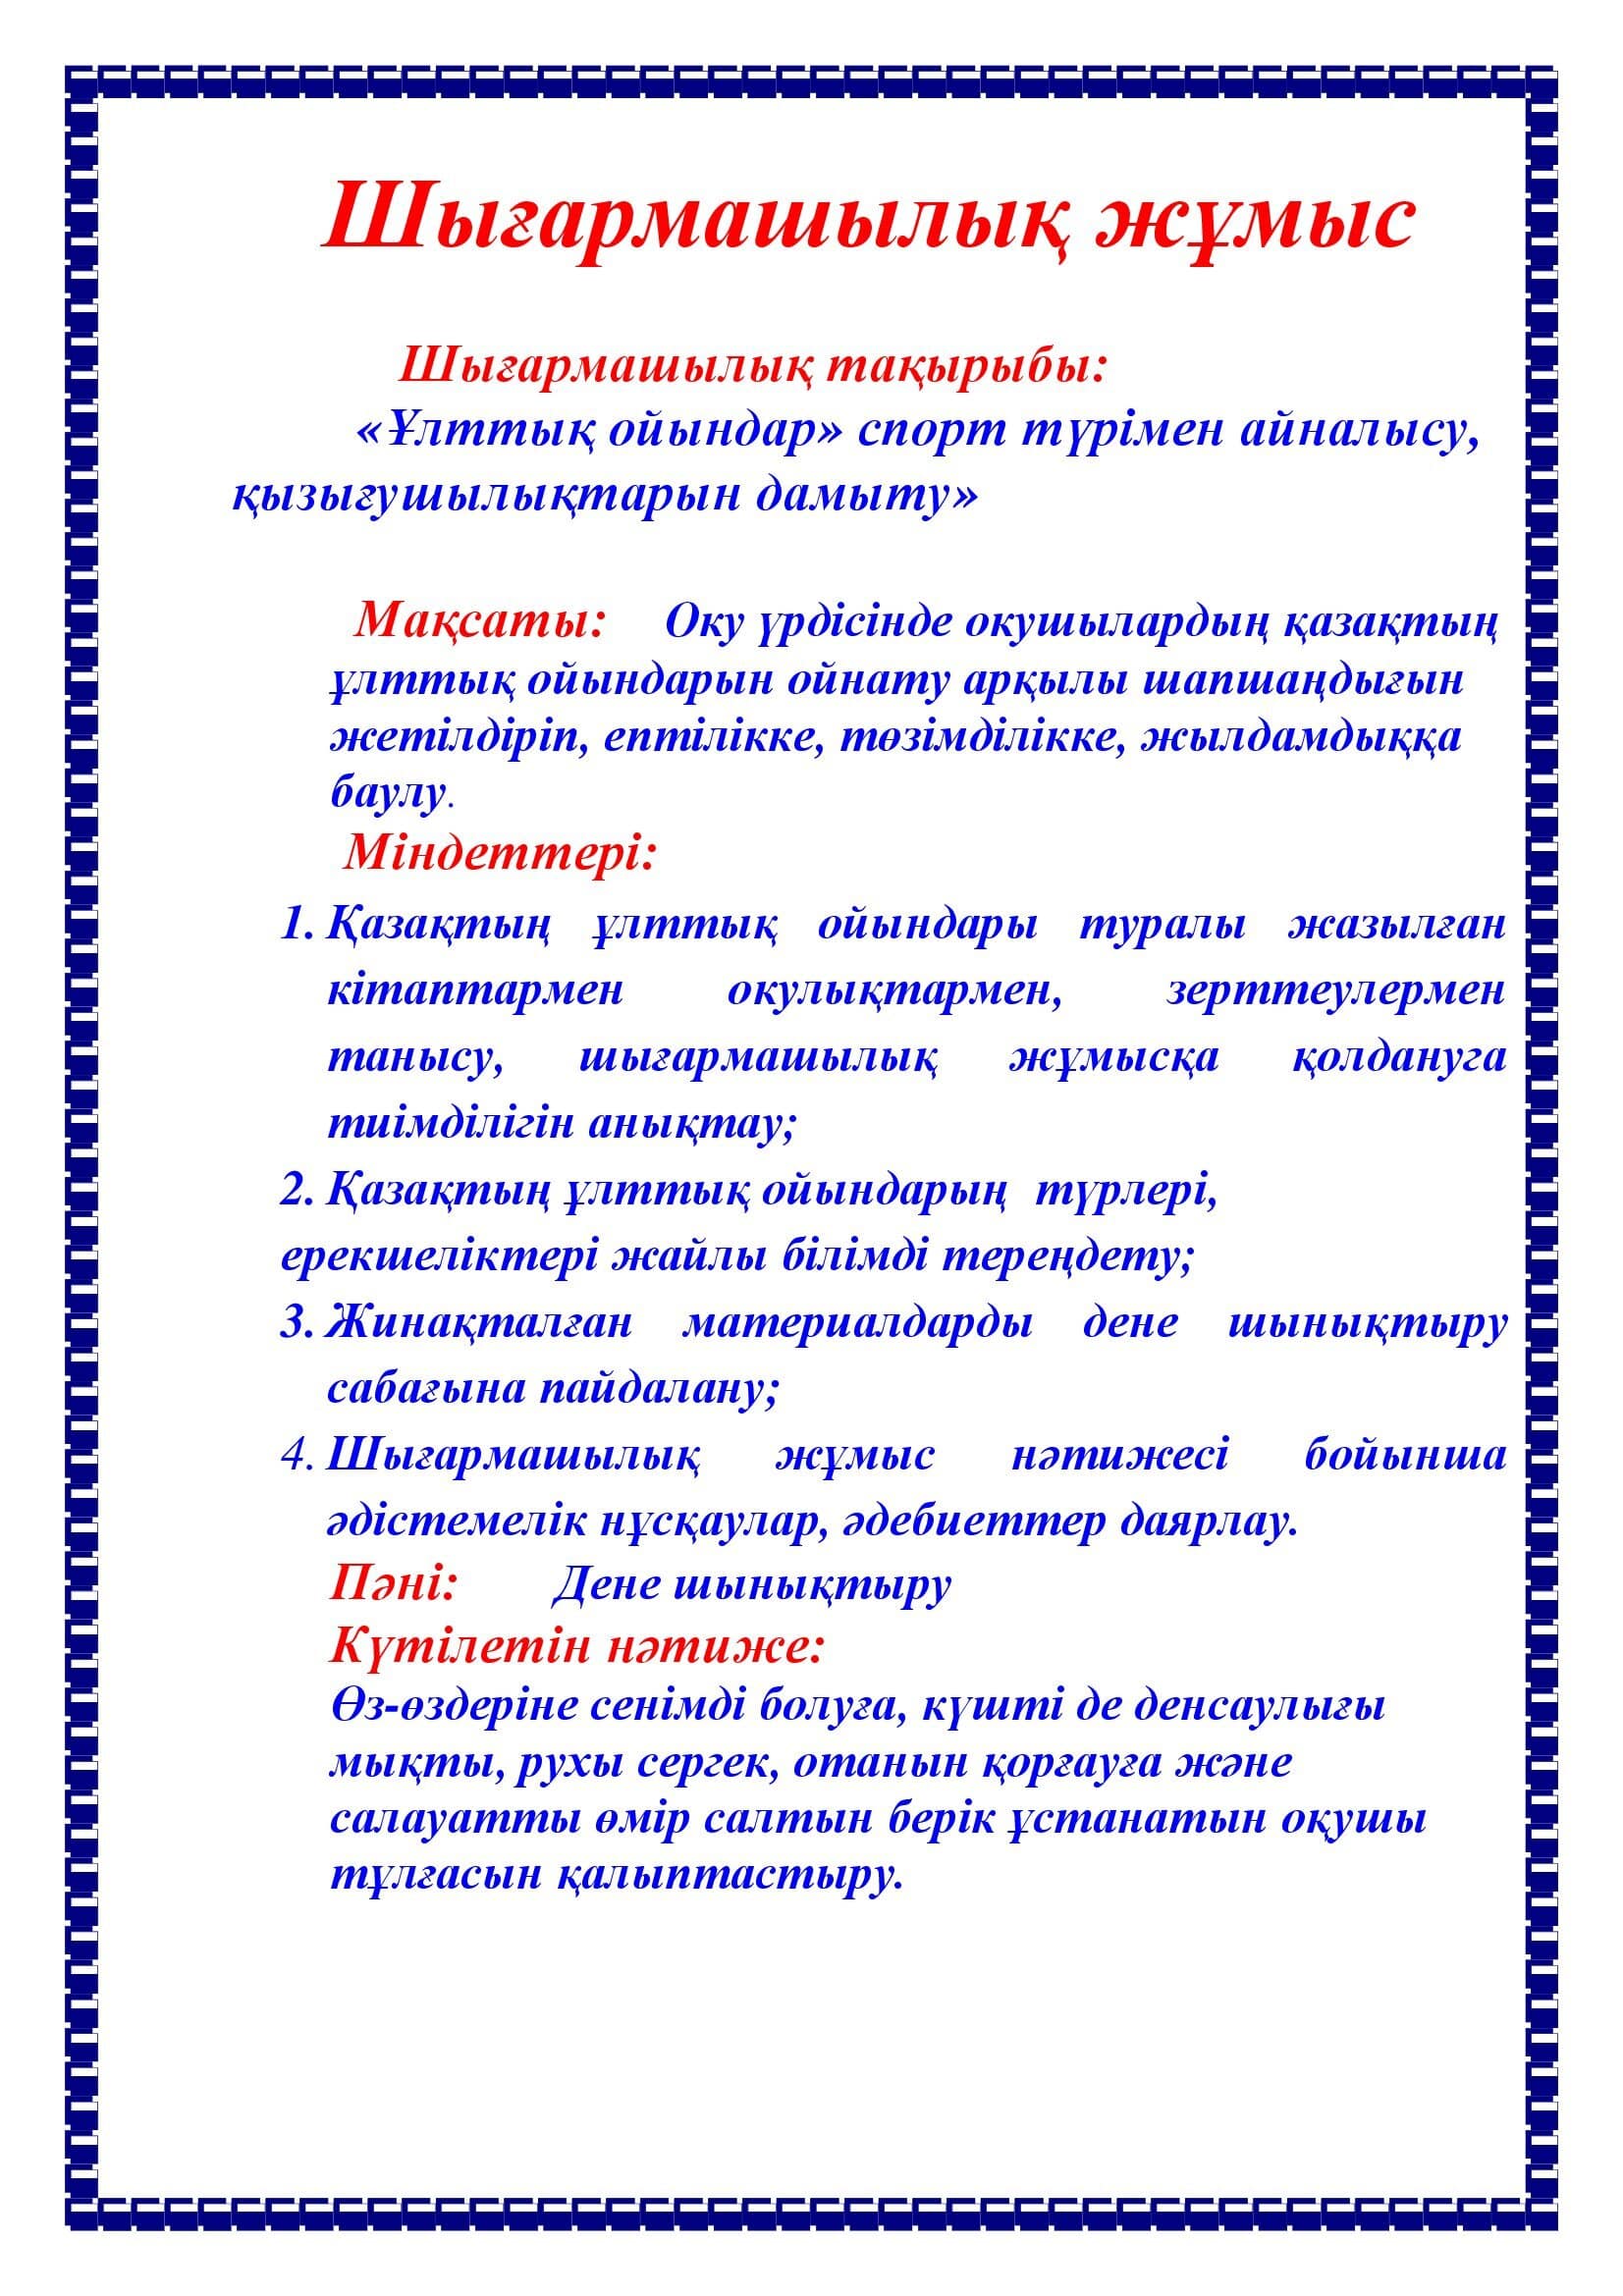 Шығармашылық жұмыс
Шығармашылық тақырыбы:
«Ұлттық ойындар» спорт түрімен айналысу,
қызығушылықтарын дамыту»
Мақсаты: Оку үрдісінде окушылардың қазақтың
ұлттық ойындарын ойнату арқылы шапшаңдығын
жетілдіріп, ептілікке, төзімділікке, жылдамдыққа
баулу.
Міндеттері:
1. Қазақтың ұлттық ойындары туралы жазылған
кітаптармен окулықтармен, зерттеулермен
танысу, шығармашылық жұмысқа қолдануга
тиімділігін анықтау;
2. Қазақтың ұлттық ойындарың түрлері,
ерекшеліктері жайлы білімді тереңдету;
3. Жинақталған материалдарды дене шынықтыру
сабағына пайдалану;
4. Шығармашылық жұмыс нәтижесі бойынша
әдістемелік нұсқаулар, әдебиеттер даярлау.
Пәні: Дене шынықтыру
Күтілетін нәтиже:
Өз-өздеріне сенімді болуға, күшті де денсаулығы
мықты, рухы сергек, отанын қорғауға және
салауатты өмір салтын берік ұстанатын оқушы
тұлғасын қалыптастыру.